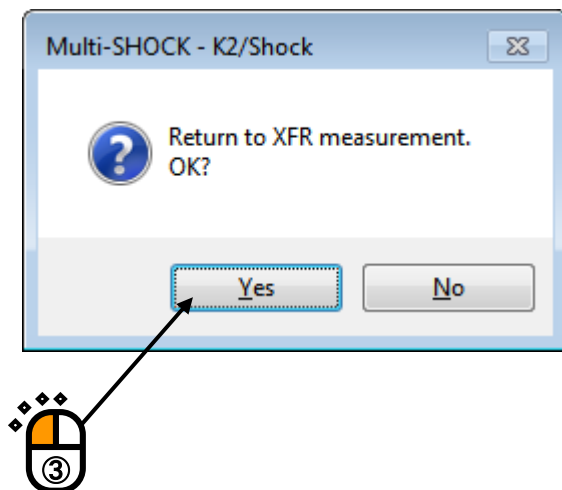 Multi-SHOCK - K2/Shock
Return to XFR measurement.
OK?
Yes
No
③